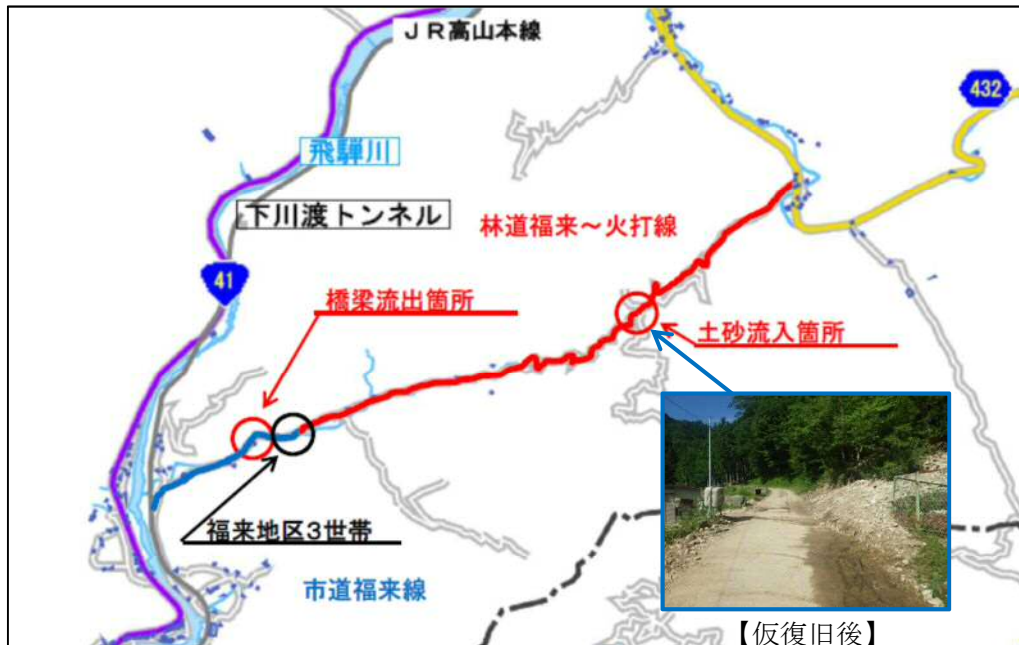 JR高山本線
432
飛騨川
下川渡トンネル
林道福来～火打線
41
橋梁流出箇所
土砂流入箇所
福来地区3世帯
市道福来線
【仮復旧後】